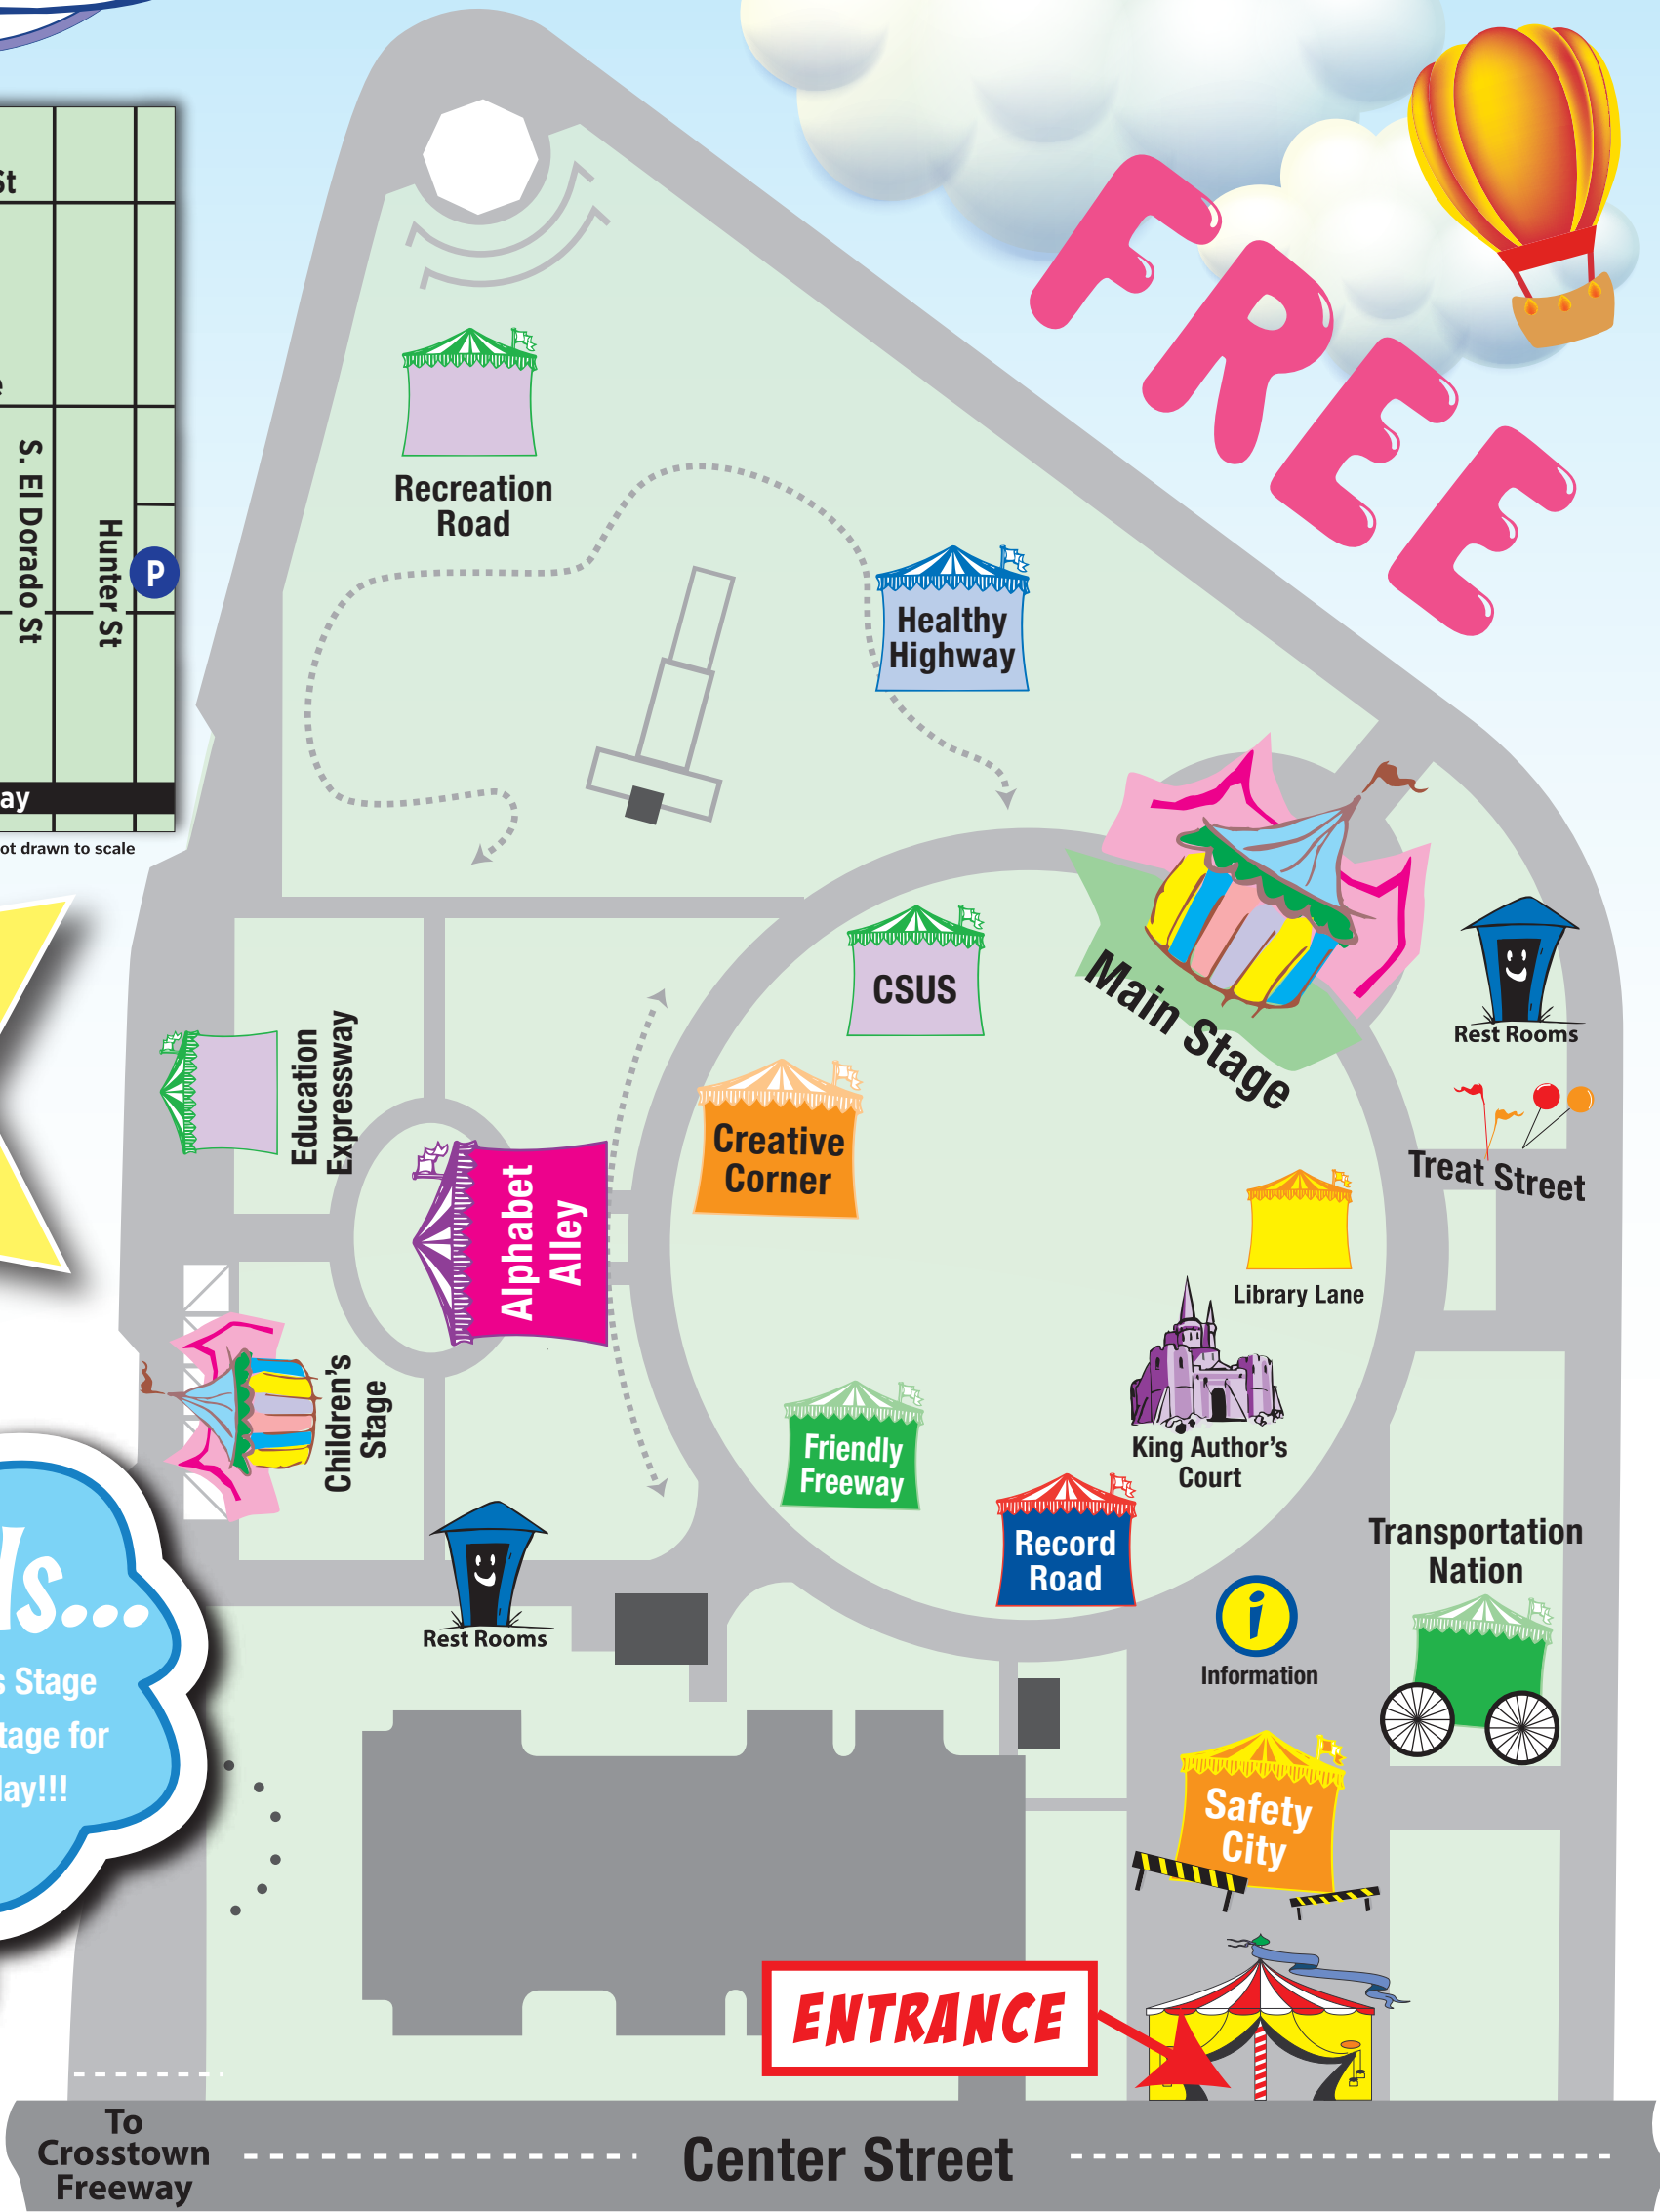 St
S. El Dorado St
Hunter St
P
ay
ot drawn to scale
FREE
Recreation
Road
Healthy
Highway
CSUS
Main Stage
Rest Rooms
Education
Expressway
Creative
Corner
Treat Street
Alphabet
Alley
Library Lane
Children's
Stage
King Author's
Court
Friendly
Freeway
Record
Road
Transportation
Nation
i
Information
Rest Rooms
ls...
s Stage
tage for
lay!!!
Safety
City
ENTRANCE
To
Crosstown
Freeway
Center Street